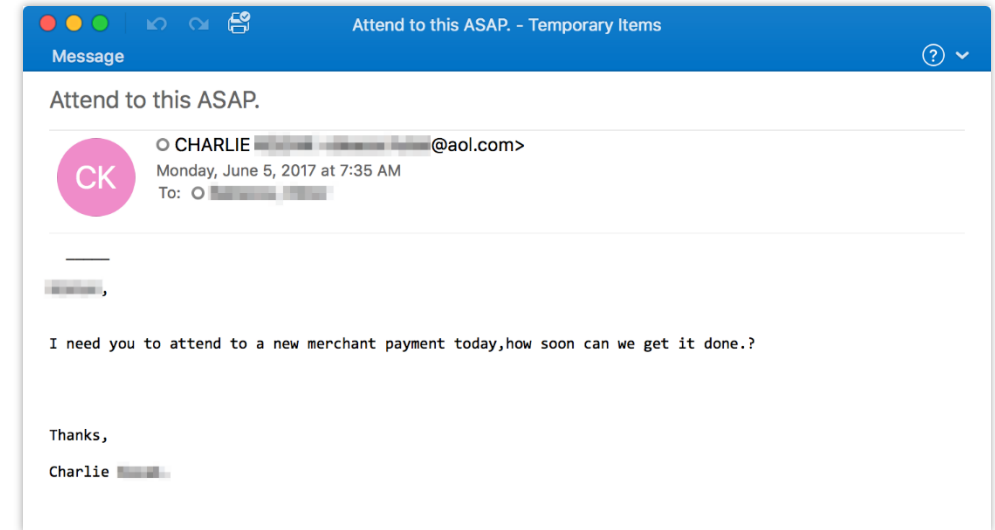 Attend to this ASAP. - Temporary Items
Message
?
Attend to this ASAP.
CK
CHARLIE @aol.com>
Monday, June 5, 2017 at 7:35 AM
To:
,
I need you to attend to a new merchant payment today,how soon can we get it done.?
Thanks,
Charlie